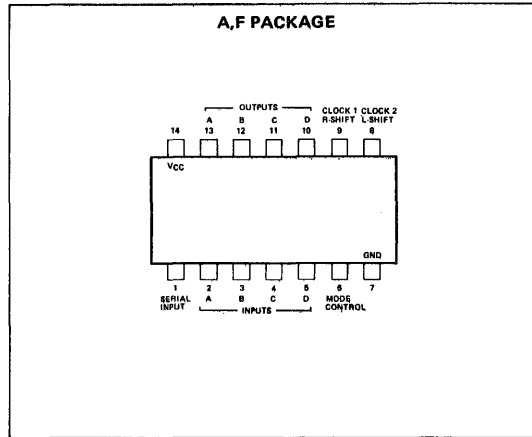 A,F PACKAGE
OUTPUTS
CLOCK 1 CLOCK 2
A B C D R-SHIFT L-SHIFT
14 13 12 11 10 9 8
VCC
GND
1 2 3 4 5 6 7
SERIAL A B C D MODE
INPUT INPUTS CONTROL